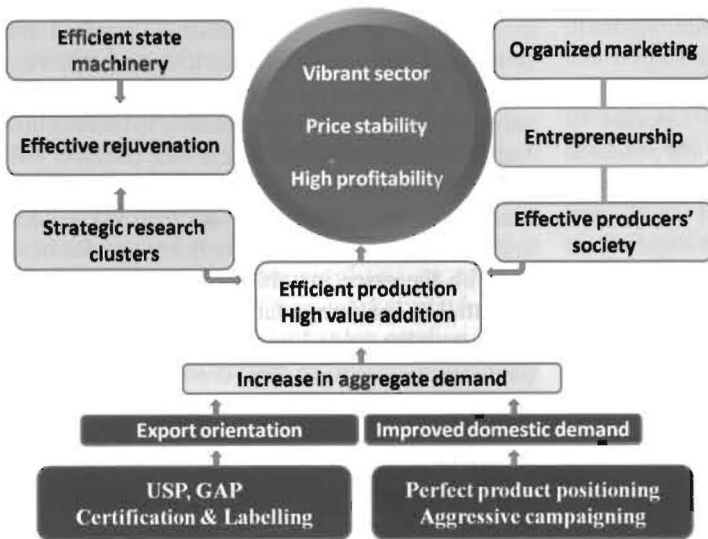 Efficient state
machinery
Effective rejuvenation
Strategic research
clusters
Vibrant sector
Price stability
High profitability
Organized marketing
Entrepreneurship
Effective producers'
society
Efficient production
High value addition
Increase in aggregate demand
Export orientation
Improved domestic demand
USP, GAP
Certification & Labelling
Perfect product positioning
Aggressive campaigning